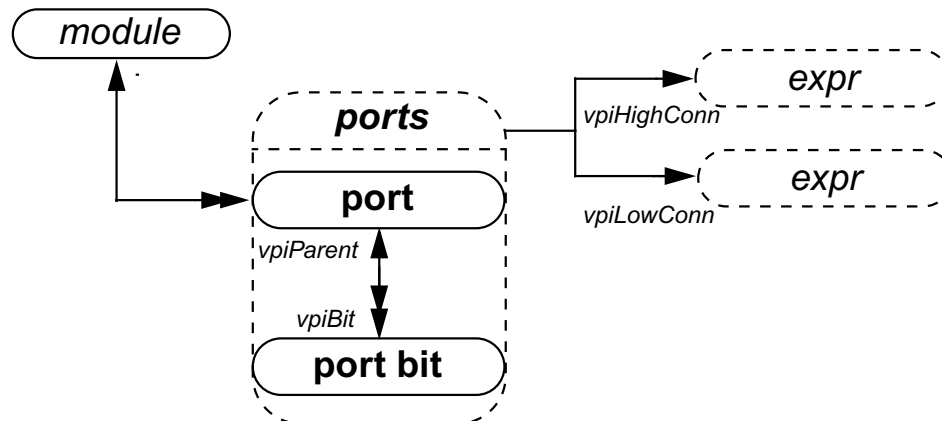 module
ports
expr
vpiHighConn
expr
vpiLowConn
port
vpiParent
vpiBit
port bit